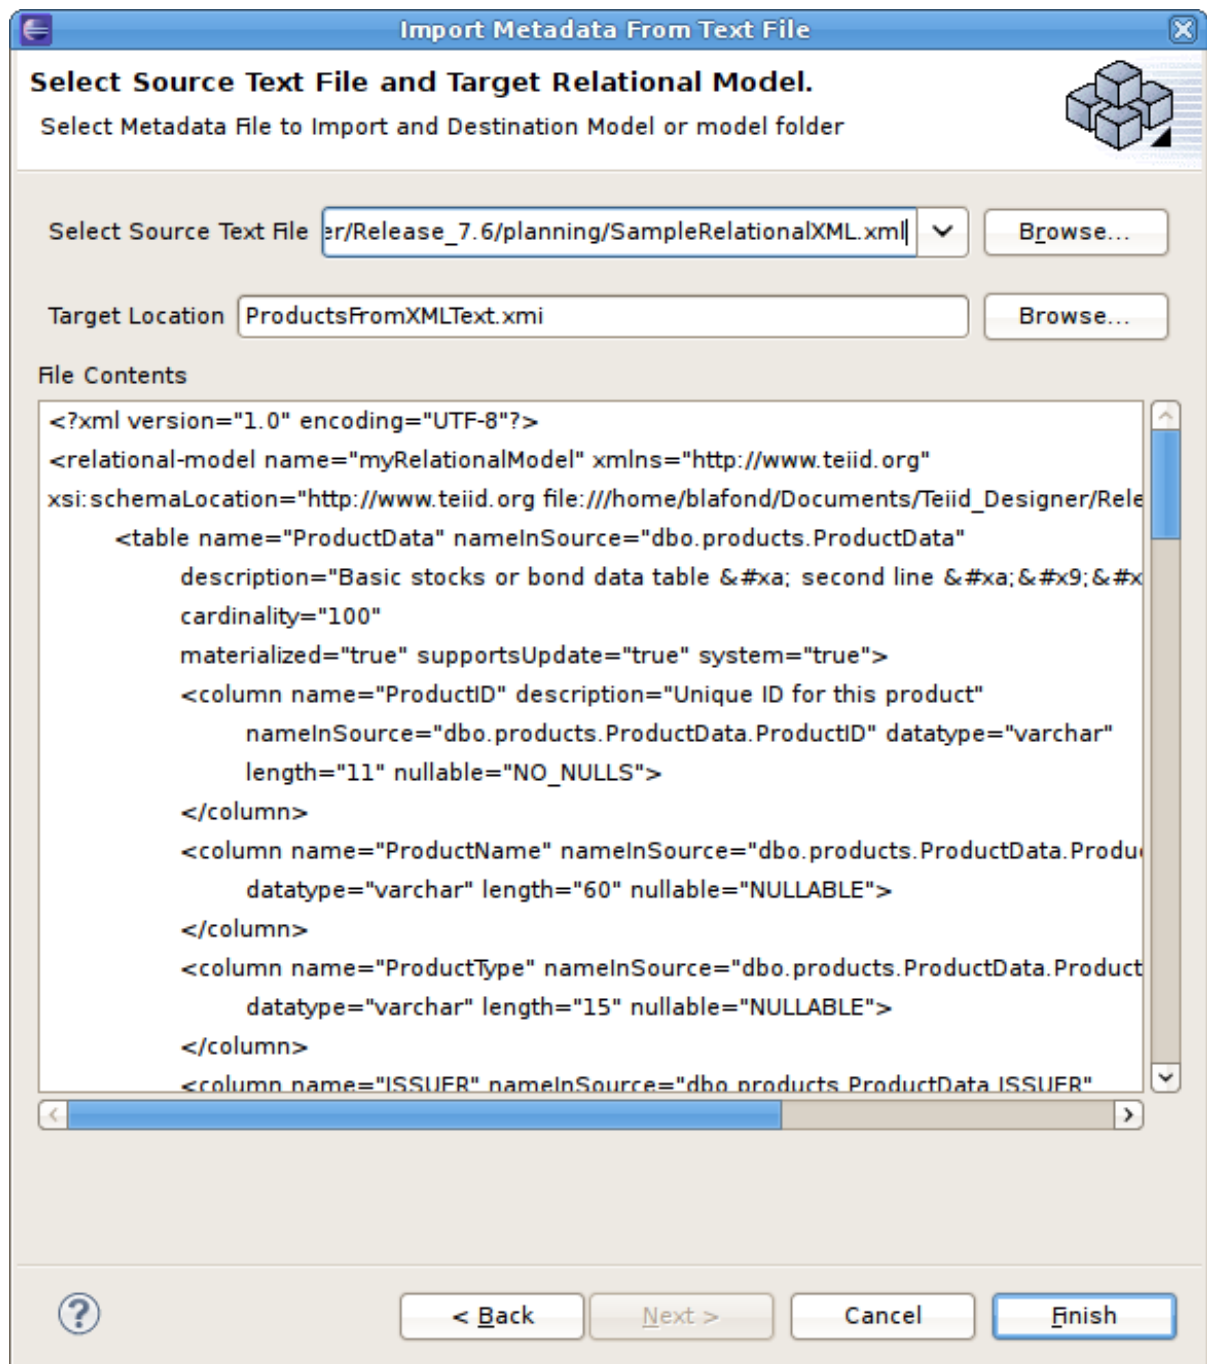 Import Metadata From Text File
Select Source Text File and Target Relational Model.
Select Metadata File to Import and Destination Model or model folder
Select Source Text File er/Release_7.6/planning/SampleRelationalXML.xml Browse...
Target Location ProductsFromXMLText.xmi Browse...
File Contents
<?xml version="1.0" encoding="UTF-8"?>
<relational-model name="myRelationalModel" xmlns="http://www.teiid.org"
xsi:schemaLocation="http://www.teiid.org file:///home/blafond/Documents/Teiid_Designer/Rele
<table name="ProductData" nameInSource="dbo.products.ProductData"
description="Basic stocks or bond data table &#xa; second line &#xa;&#x9;&#x
cardinality="100"
materialized="true" supportsUpdate="true" system="true">
<column name="ProductID" description="Unique ID for this product"
nameInSource="dbo.products.ProductData.ProductID" datatype="varchar"
length="11" nullable="NO_NULLS">
</column>
<column name="ProductName" nameInSource="dbo.products.ProductData.Produ
datatype="varchar" length="60" nullable="NULLABLE">
</column>
<column name="ProductType" nameInSource="dbo.products.ProductData.Product
datatype="varchar" length="15" nullable="NULLABLE">
</column>
<column name="ISSUER" nameInSource="dbo.products.ProductData.ISSUER"
? < Back Next > Cancel Finish